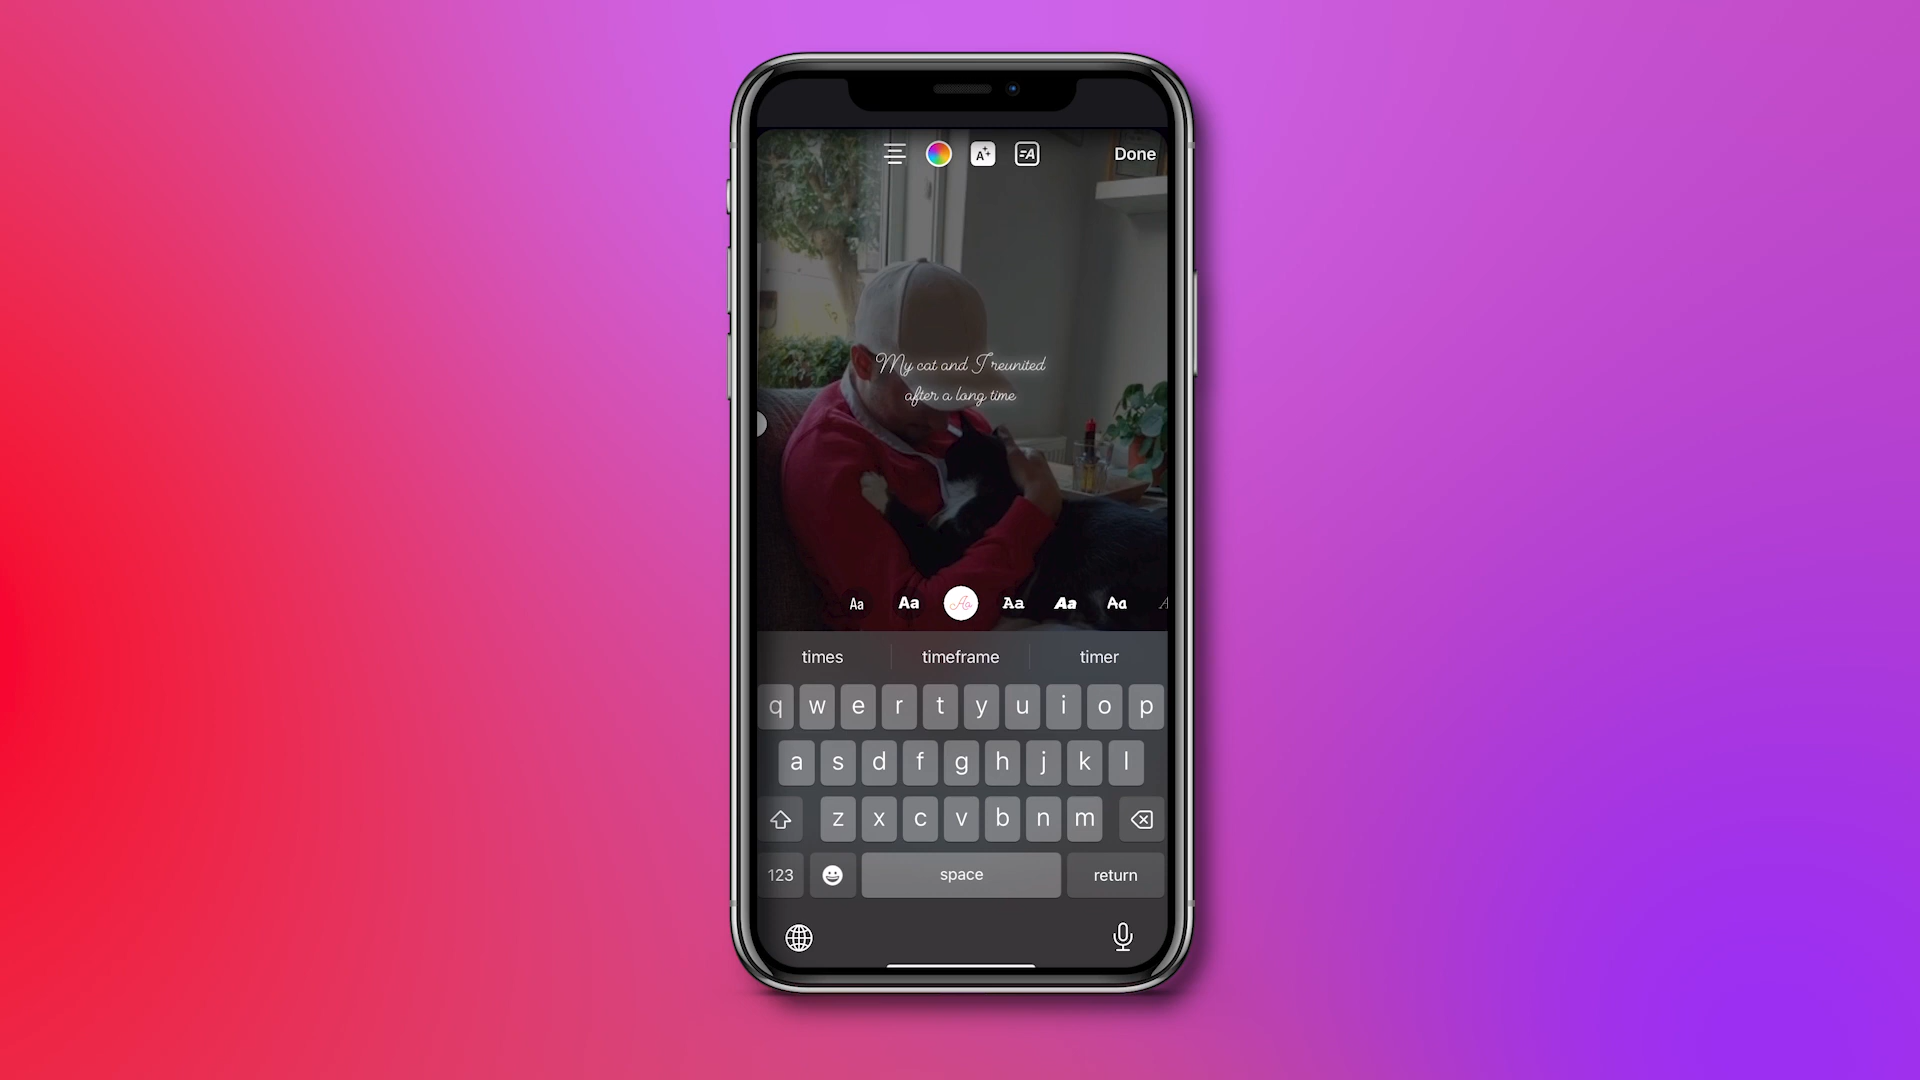 Done
My cat and I reunited
after a long time
Aa Aa Aa Aa Aa Aa A
times timeframe timer
q w e r t y u i o p
a s d f g h j k l
z x c v b n m
123 space return